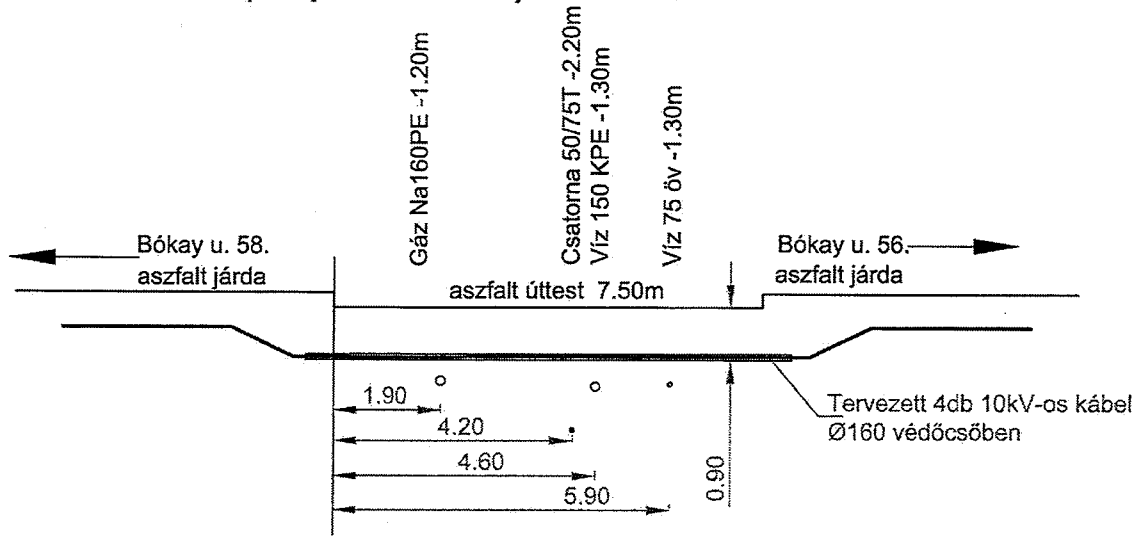 Gáz Na160PE -1.20m
Csatorna 50/75T -2.20m
Víz 150 KPE -1.30m
Víz 75 öv -1.30m
Bókay u. 58.
aszfalt járda
aszfalt úttest 7.50m
Bókay u. 56.
aszfalt járda
1.90
4.20
4.60
5.90
0.90
Tervezett 4db 10kV-os kábel
Ø160 védőcsőben